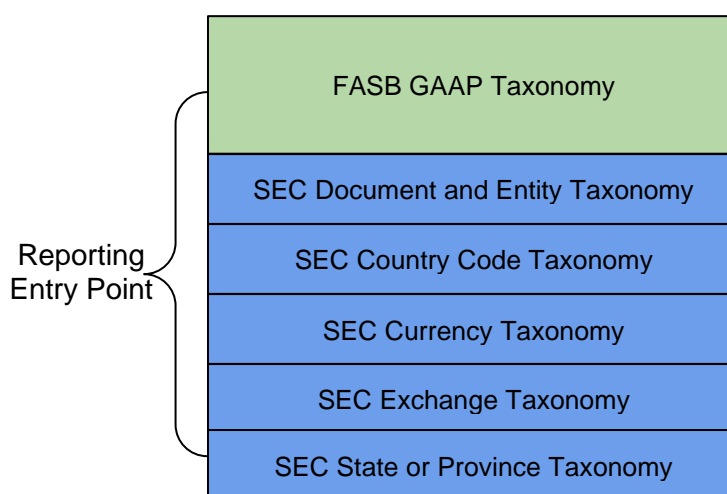 FASB GAAP Taxonomy
SEC Document and Entity Taxonomy
Reporting
Entry Point
SEC Country Code Taxonomy
SEC Currency Taxonomy
SEC Exchange Taxonomy
SEC State or Province Taxonomy